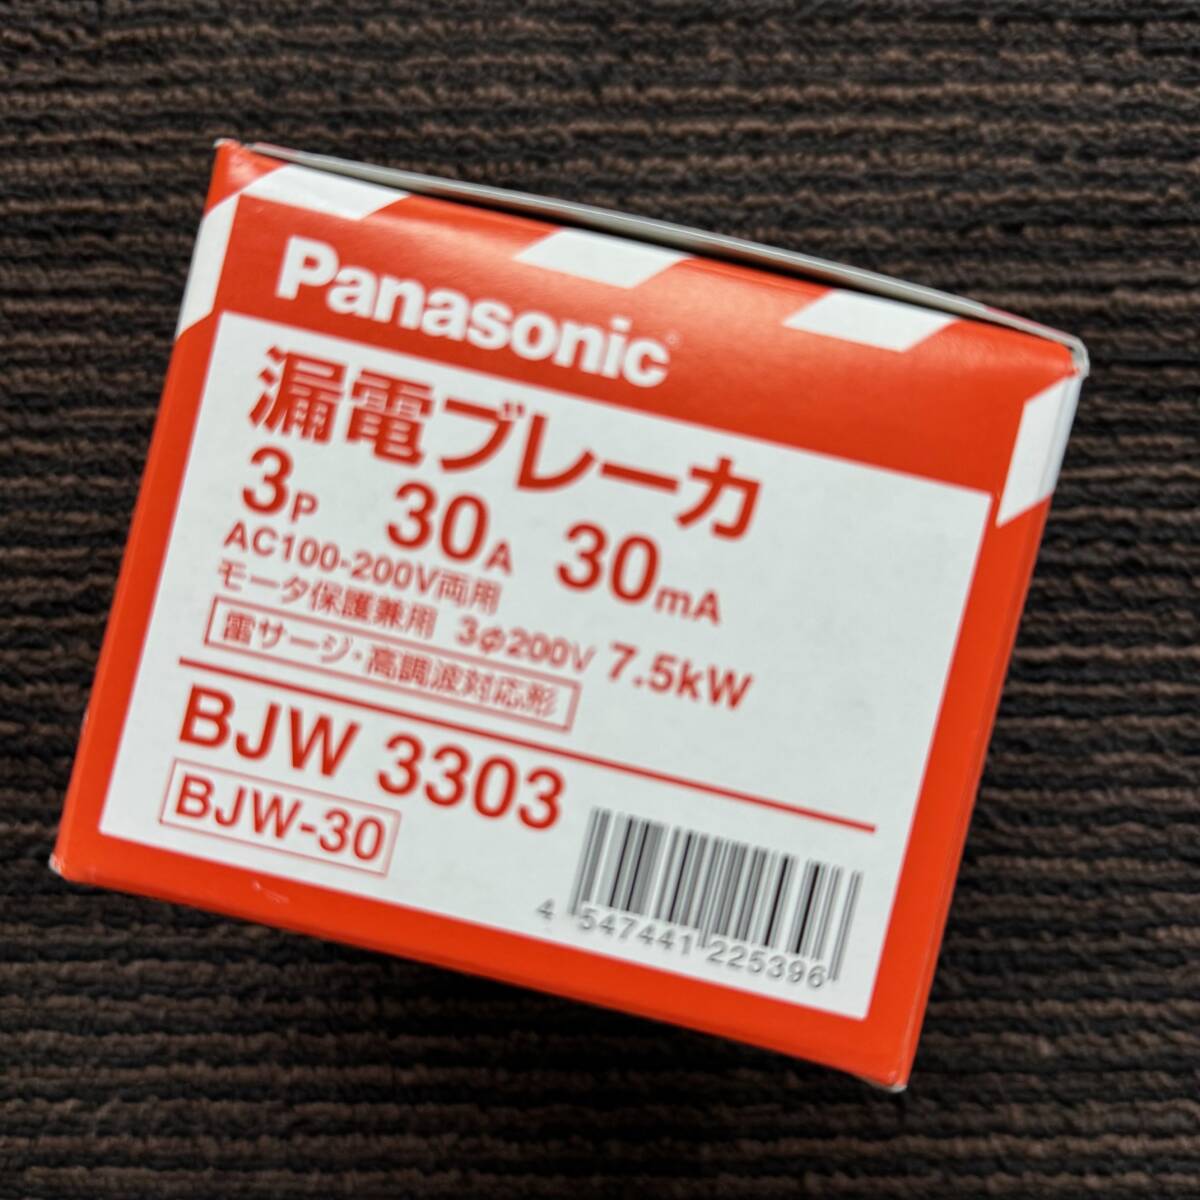 Panasonic
漏電ブレーカ
3P 30A 30mA
AC100-200V両用
モータ保護兼用 3φ200V 7.5kW
雷サージ・高調波対応形
BJW 3303
BJW-30
4 547441 225396